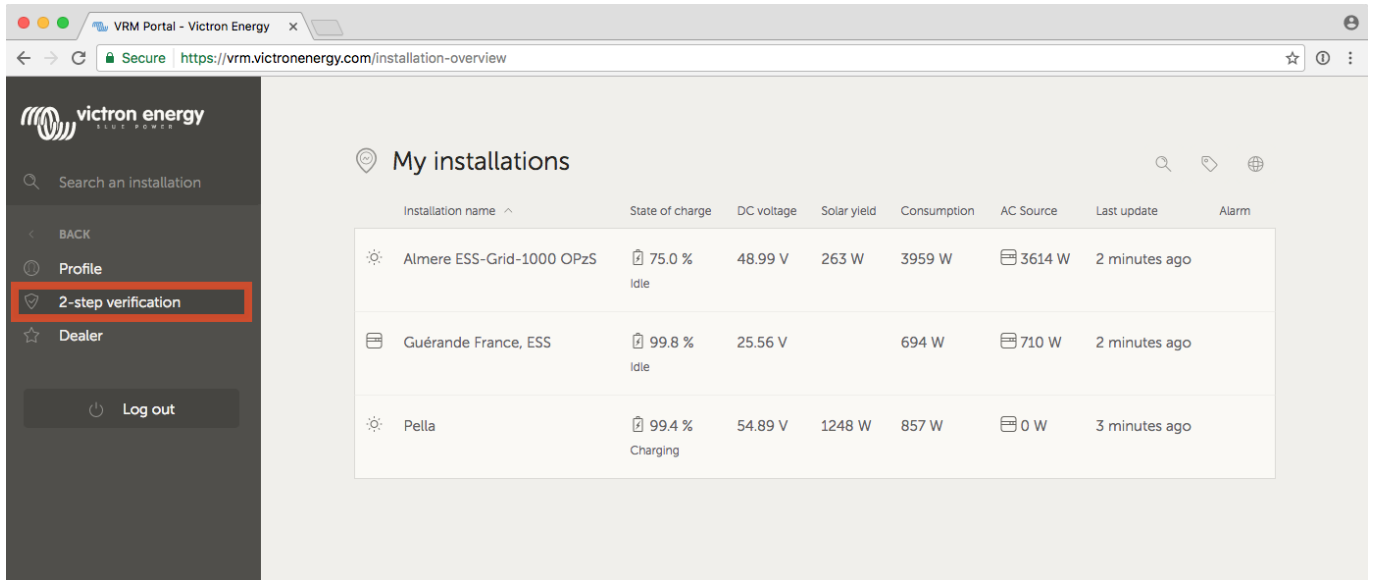 VRM Portal - Victron Energy
Secure https://vrm.victronenergy.com/installation-overview
victron energy
BLUE POWER
Search an installation
BACK
Profile
2-step verification
Dealer
Log out
My installations
Installation name State of charge DC voltage Solar yield Consumption AC Source Last update Alarm
Almere ESS-Grid-1000 OPzS 75.0 % 48.99 V 263 W 3959 W 3614 W 2 minutes ago
Idle
Guérande France, ESS 99.8 % 25.56 V 694 W 710 W 2 minutes ago
Idle
Pella 99.4 % 54.89 V 1248 W 857 W 0 W 3 minutes ago
Charging